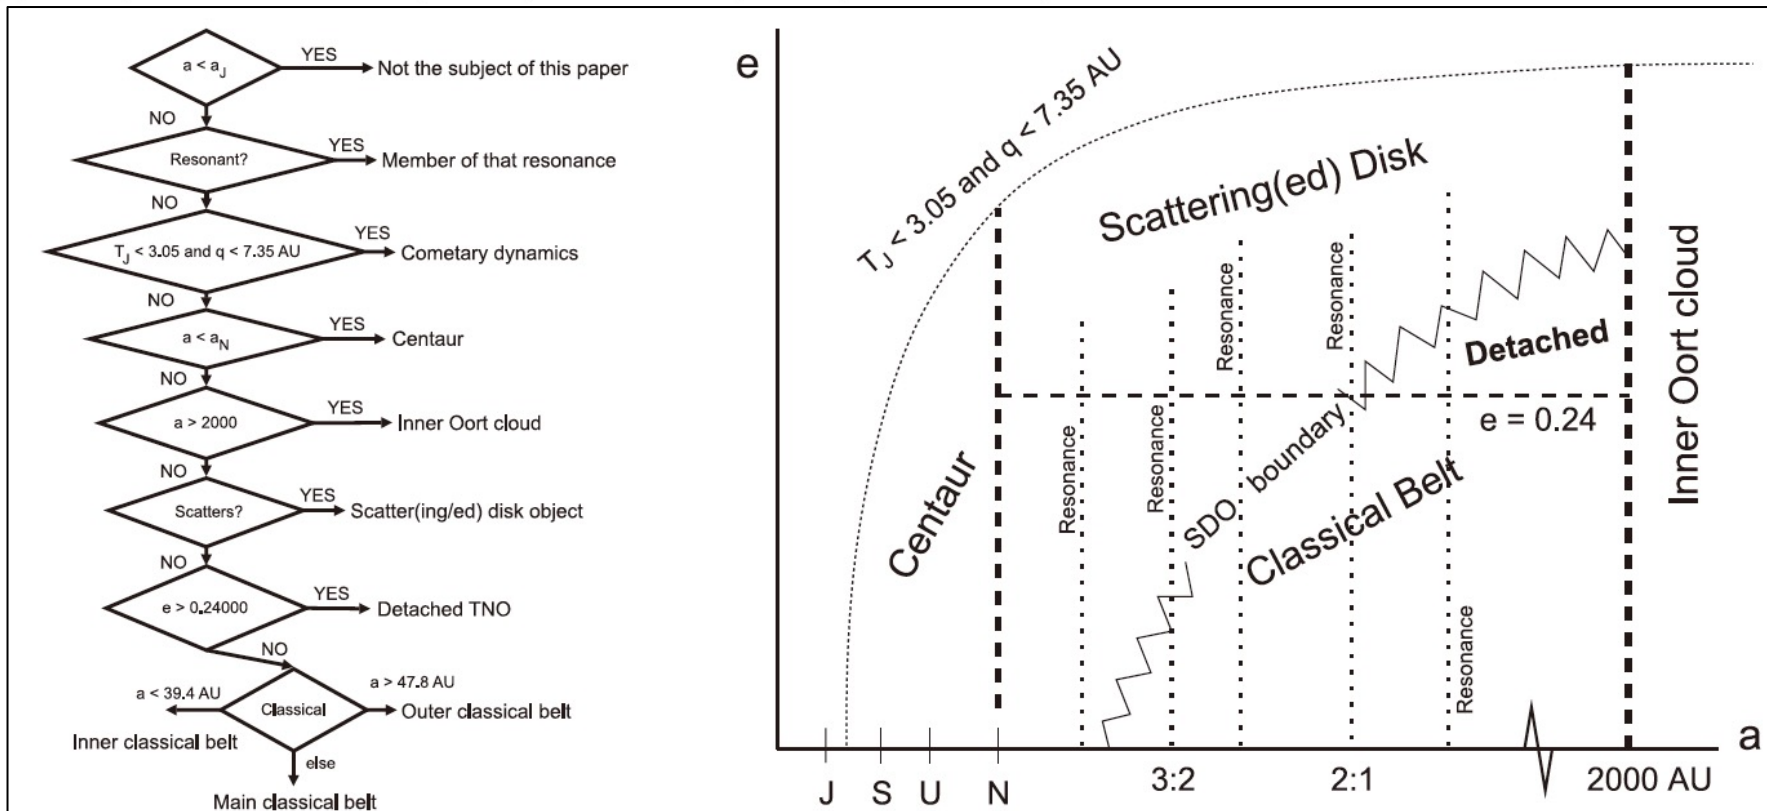 a < aJ
YES
Not the subject of this paper
NO
Resonant?
YES
Member of that resonance
NO
TJ < 3.05 and q < 7.35 AU
YES
Cometary dynamics
NO
a < aN
YES
Centaur
NO
a > 2000
YES
Inner Oort cloud
NO
Scatters?
YES
Scatter(ing/ed) disk object
NO
e > 0.24000
YES
Detached TNO
NO
a < 39.4 AU
a > 47.8 AU
Classical
Outer classical belt
Inner classical belt
else
Main classical belt
e
TJ < 3.05 and q < 7.35 AU
Scattering(ed) Disk
Resonance
Resonance
Detached
Inner Oort cloud
e = 0.24
Resonance
Resonance
Centaur
SDO boundary
Classical Belt
Resonance
a
J
S
U
N
3:2
2:1
2000 AU